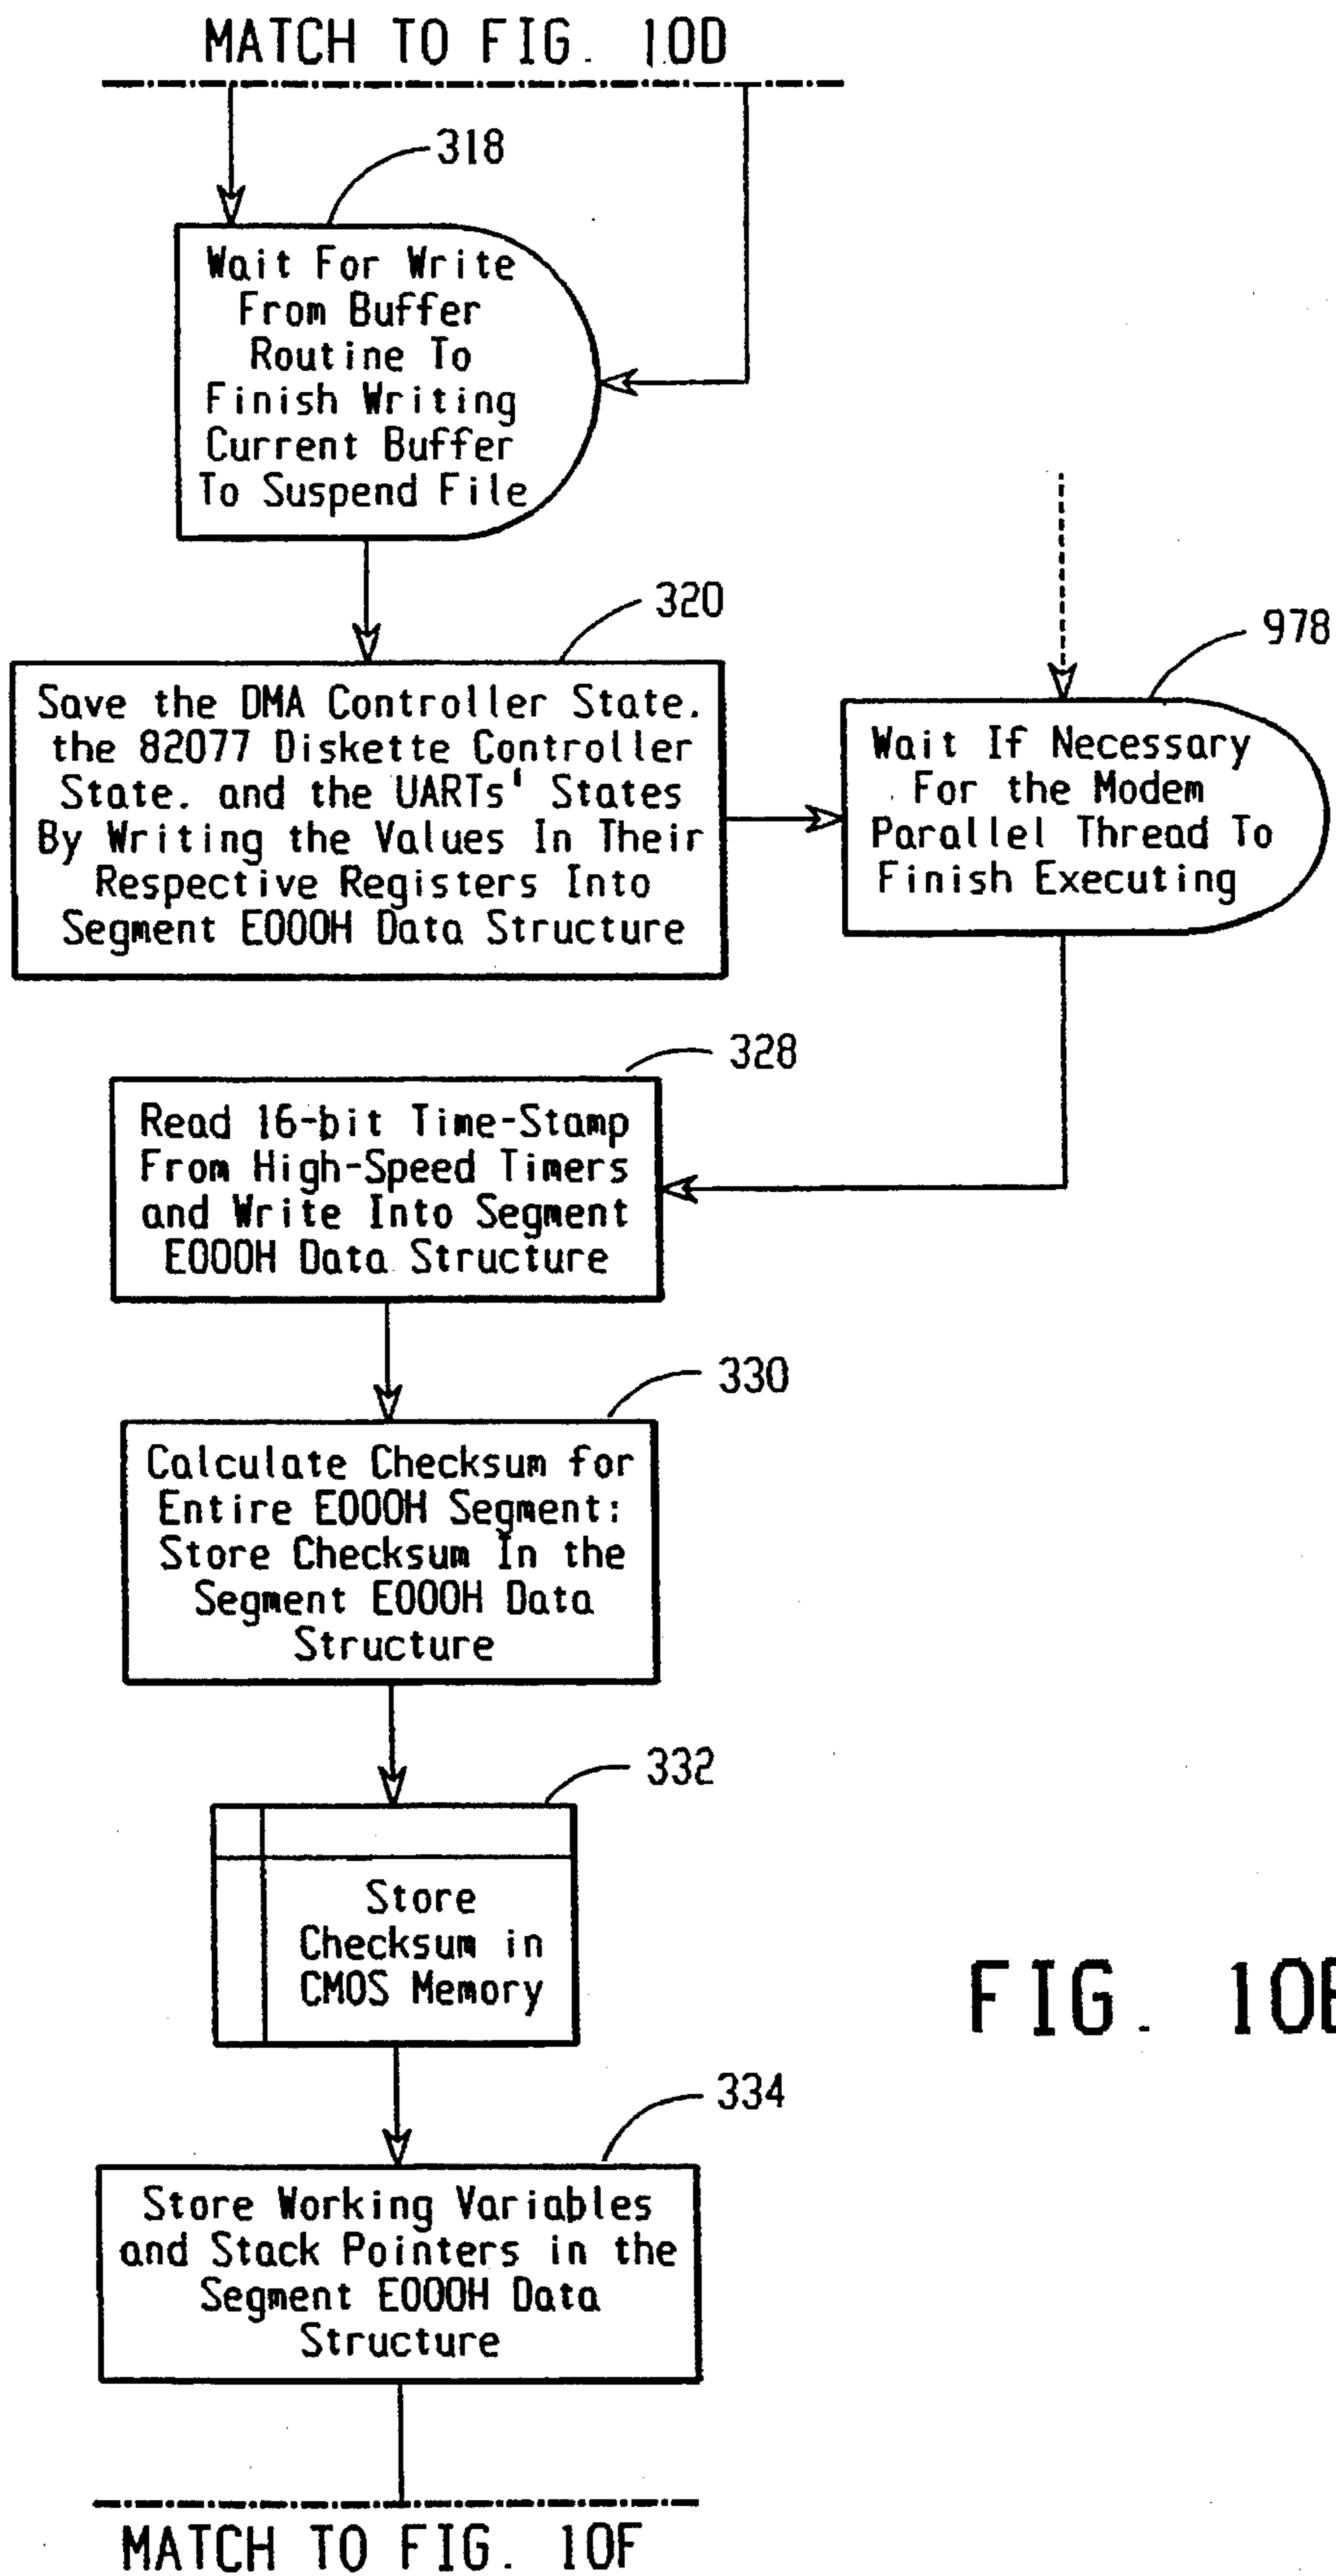 MATCH TO FIG. 10D
318
Wait For Write
From Buffer
Routine To
Finish Writing
Current Buffer
To Suspend File
320
Save the DMA Controller State.
the 82077 Diskette Controller
State. and the UARTs' States
By Writing the Values In Their
Respective Registers Into
Segment E000H Data Structure
978
Wait If Necessary
For the Modem
Parallel Thread To
Finish Executing
328
Read 16-bit Time-Stamp
From High-Speed Timers
and Write Into Segment
E000H Data Structure
330
Calculate Checksum for
Entire E000H Segment:
Store Checksum In the
Segment E000H Data
Structure
332
Store
Checksum in
CMOS Memory
FIG. 10E
334
Store Working Variables
and Stack Pointers in the
Segment E000H Data
Structure
MATCH TO FIG. 10F